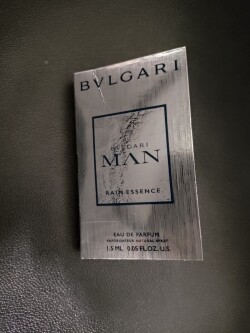 BVLGARI
BVLGARI
MAN
RAIN ESSENCE
EAU DE PARFUM
VAPORISATEUR NATURAL SPRAY
1.5 ML 0.05 FL.OZ. U.S.